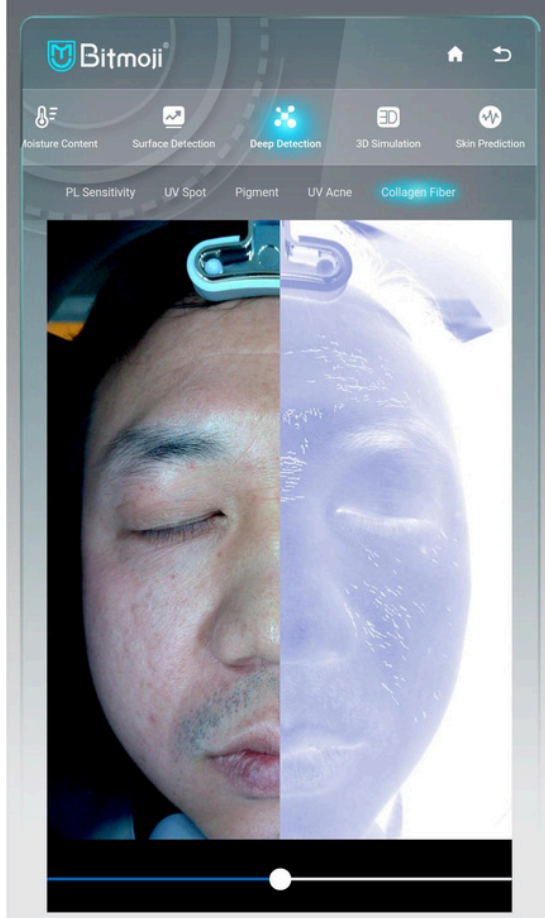 Bitmoji®
Moisture Content Surface Detection Deep Detection 3D Simulation Skin Prediction
PL Sensitivity UV Spot Pigment UV Acne Collagen Fiber